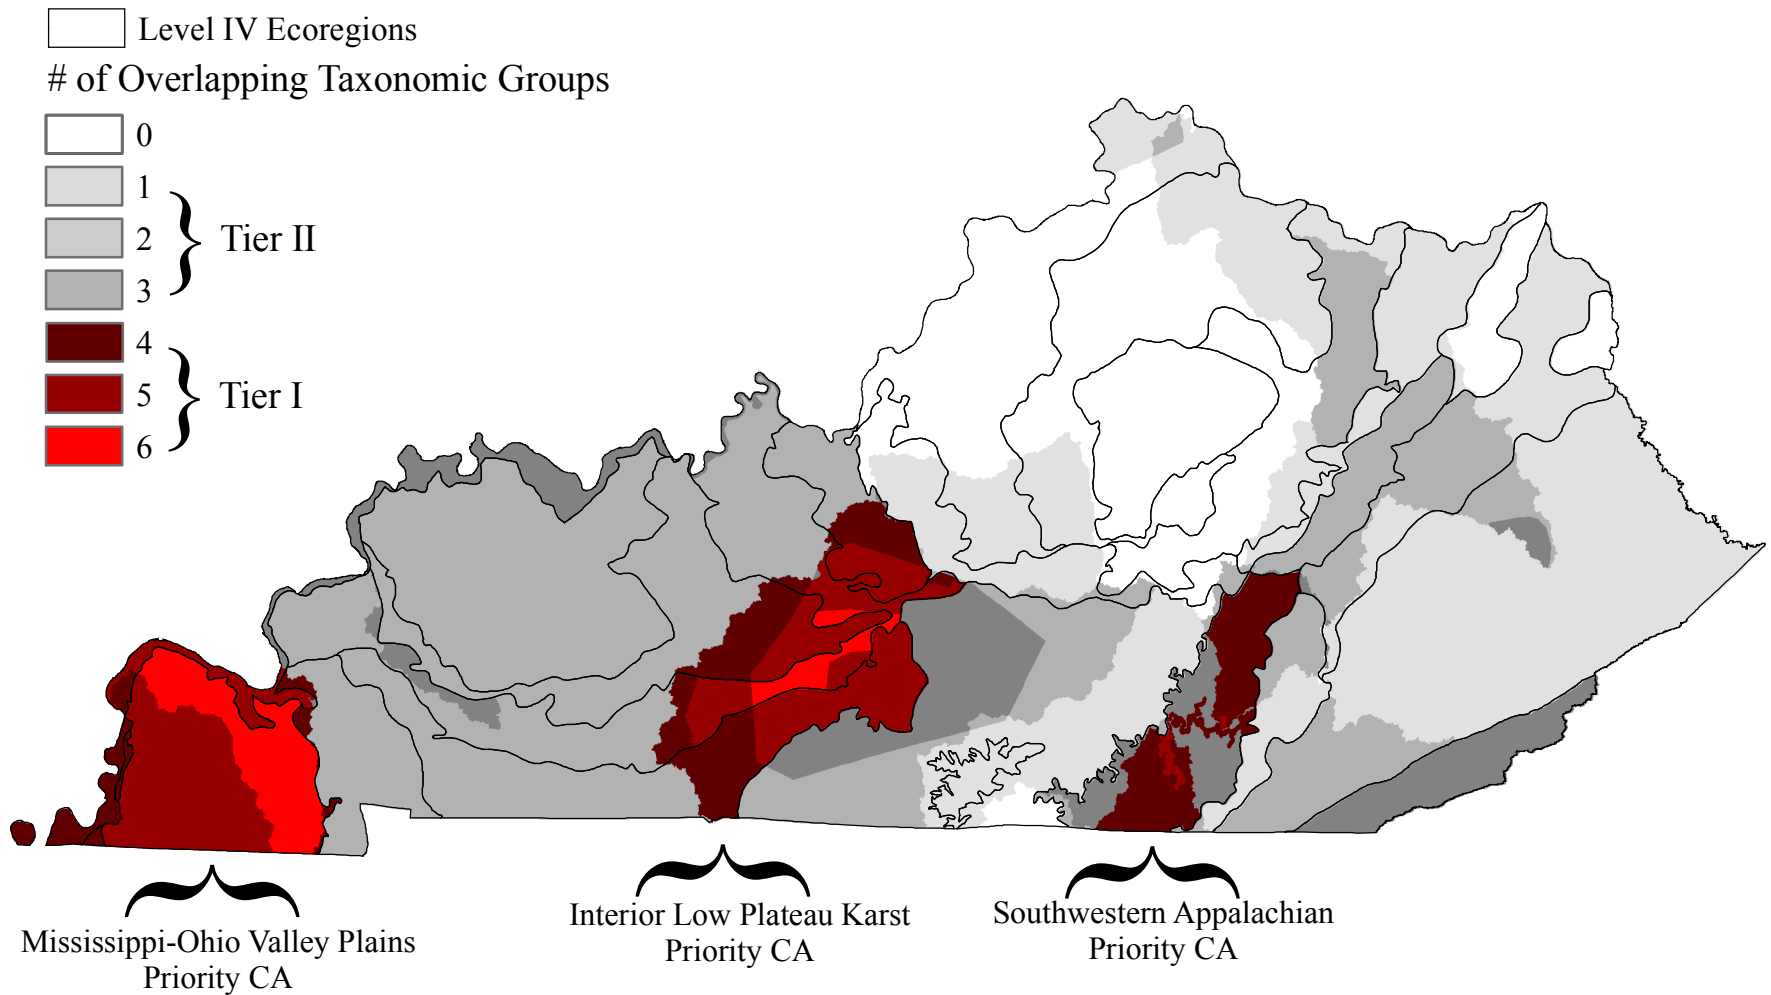 Level IV Ecoregions
# of Overlapping Taxonomic Groups
0
1
2
3
Tier II
4
5
6
Tier I
Mississippi-Ohio Valley Plains
Priority CA
Interior Low Plateau Karst
Priority CA
Southwestern Appalachian
Priority CA